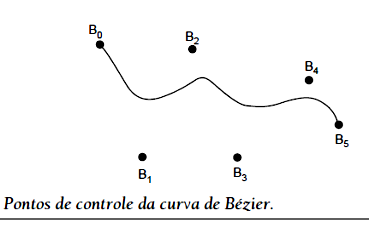 B0
B2
B4
B5
B1
B3
Pontos de controle da curva de Bézier.